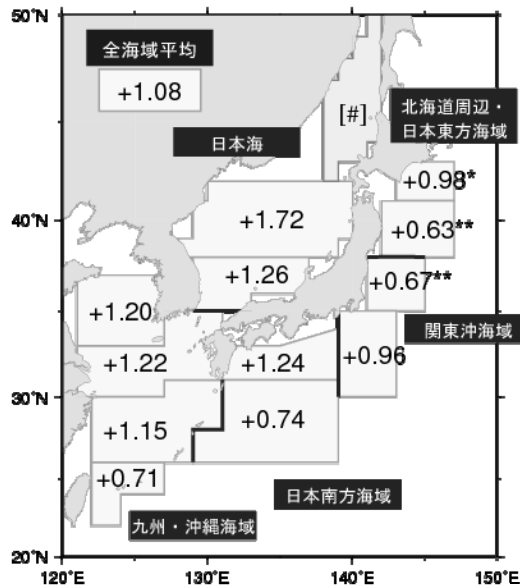 50°N
全海域平均
+1.08
[#]
北海道周辺・
日本東方海域
日本海
+0.98*
40°N
+1.72
+0.63**
+1.26
+0.67**
+1.20
関東沖海域
+1.22
+1.24
+0.96
30°N
+1.15
+0.74
+0.71
日本南方海域
九州・沖縄海域
20°N
120°E
130°E
140°E
150°E